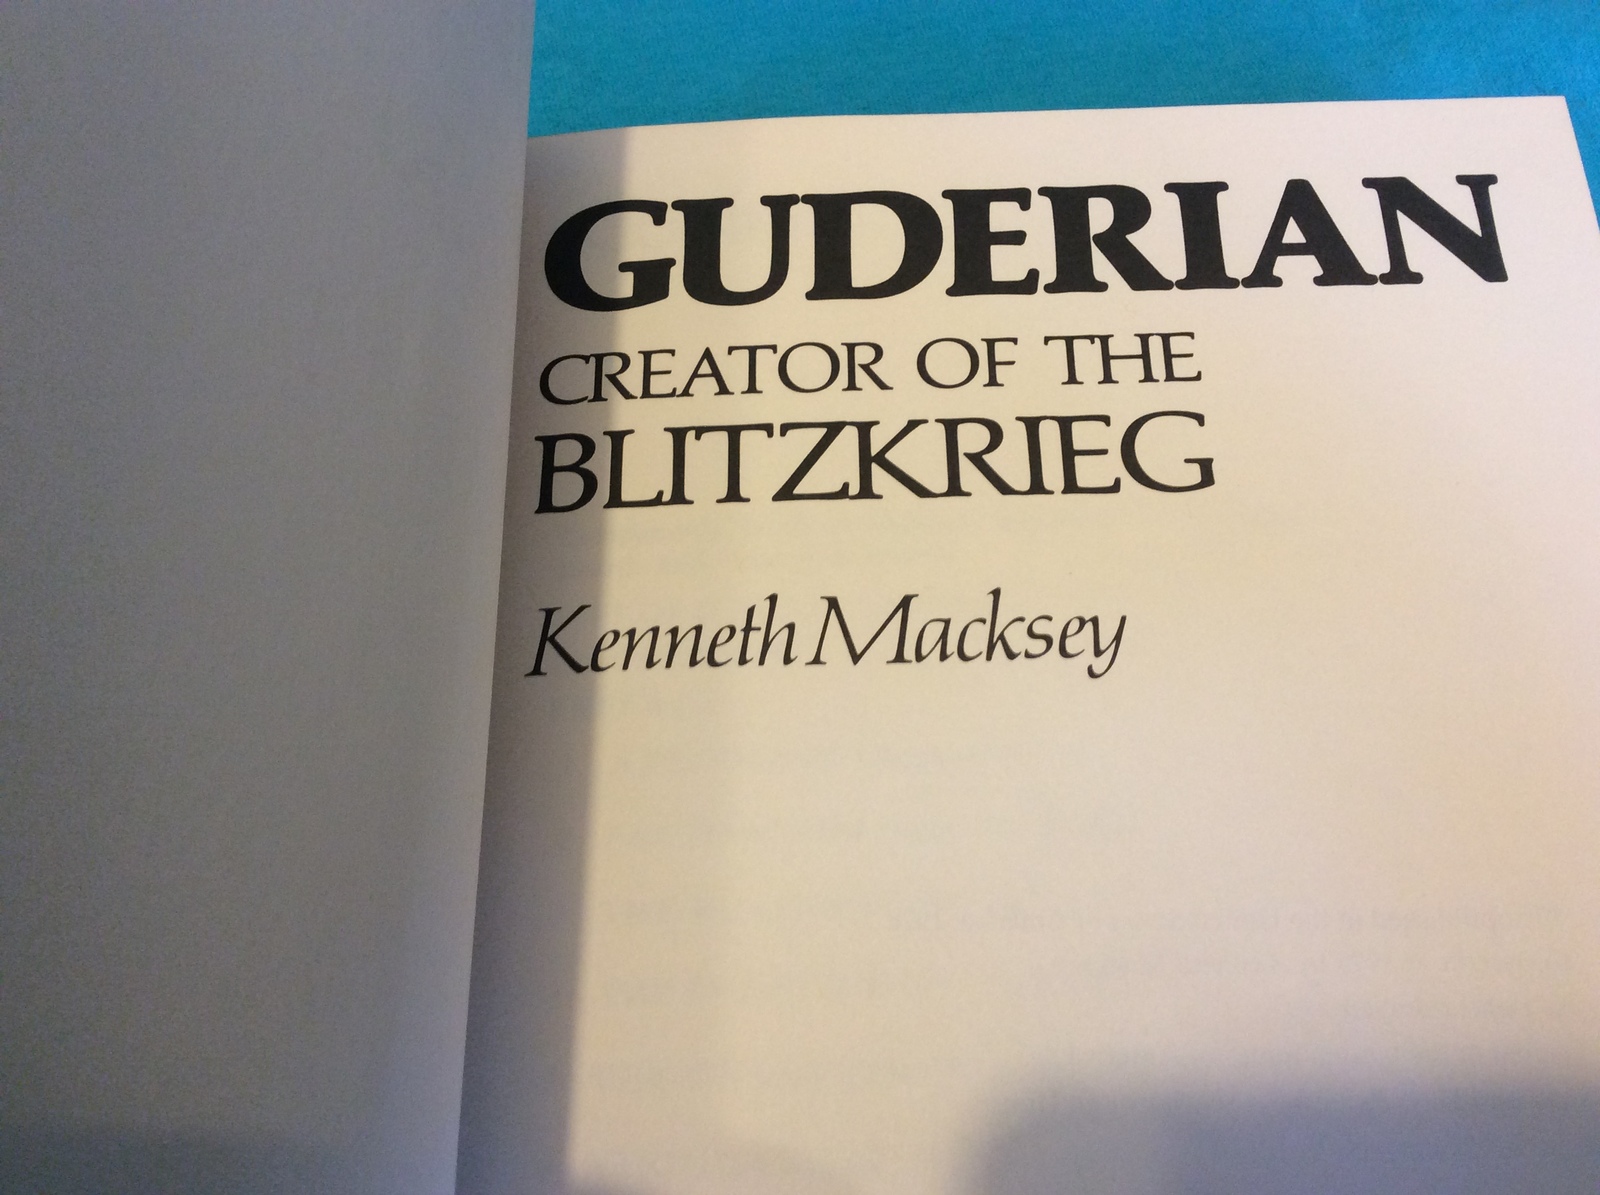 GUDERIAN
CREATOR OF THE
BLITZKRIEG
Kenneth Macksey